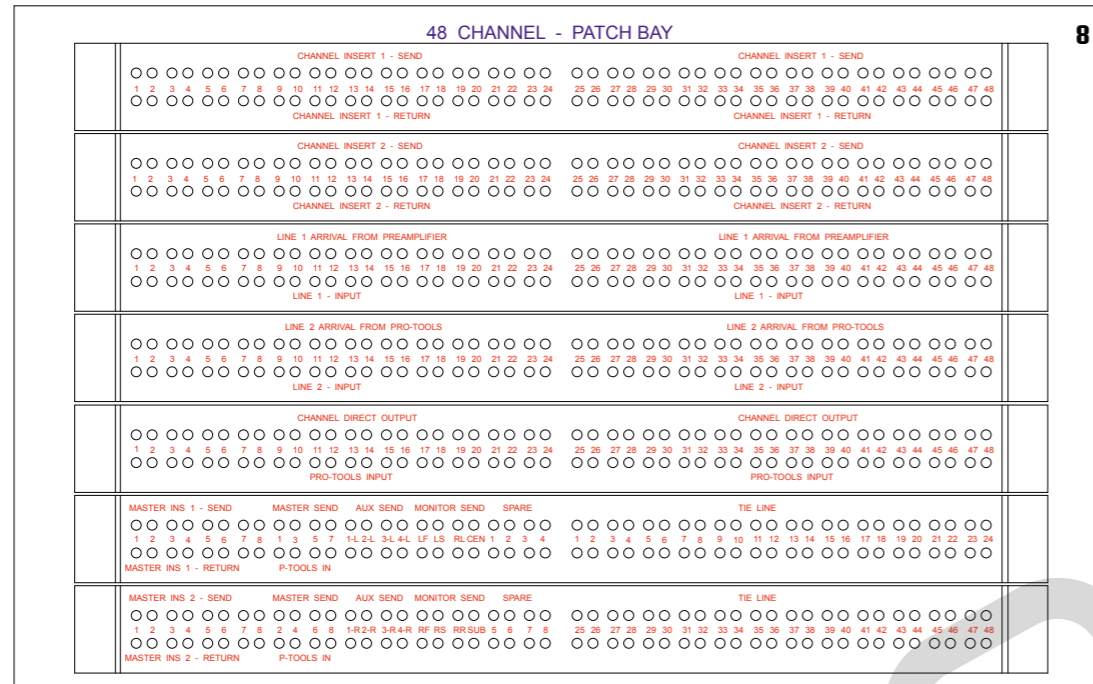 48 CHANNEL - PATCH BAY
8
CHANNEL INSERT 1 - SEND CHANNEL INSERT 1 - SEND
1 2 3 4 5 6 7 8 9 10 11 12 13 14 15 16 17 18 19 20 21 22 23 24 25 26 27 28 29 30 31 32 33 34 35 36 37 38 39 40 41 42 43 44 45 46 47 48
CHANNEL INSERT 1 - RETURN CHANNEL INSERT 1 - RETURN
CHANNEL INSERT 2 - SEND CHANNEL INSERT 2 - SEND
1 2 3 4 5 6 7 8 9 10 11 12 13 14 15 16 17 18 19 20 21 22 23 24 25 26 27 28 29 30 31 32 33 34 35 36 37 38 39 40 41 42 43 44 45 46 47 48
CHANNEL INSERT 2 - RETURN CHANNEL INSERT 2 - RETURN
LINE 1 ARRIVAL FROM PREAMPLIFIER LINE 1 ARRIVAL FROM PREAMPLIFIER
1 2 3 4 5 6 7 8 9 10 11 12 13 14 15 16 17 18 19 20 21 22 23 24 25 26 27 28 29 30 31 32 33 34 35 36 37 38 39 40 41 42 43 44 45 46 47 48
LINE 1 - INPUT LINE 1 - INPUT
LINE 2 ARRIVAL FROM PRO-TOOLS LINE 2 ARRIVAL FROM PRO-TOOLS
1 2 3 4 5 6 7 8 9 10 11 12 13 14 15 16 17 18 19 20 21 22 23 24 25 26 27 28 29 30 31 32 33 34 35 36 37 38 39 40 41 42 43 44 45 46 47 48
LINE 2 - INPUT LINE 2 - INPUT
CHANNEL DIRECT OUTPUT CHANNEL DIRECT OUTPUT
1 2 3 4 5 6 7 8 9 10 11 12 13 14 15 16 17 18 19 20 21 22 23 24 25 26 27 28 29 30 31 32 33 34 35 36 37 38 39 40 41 42 43 44 45 46 47 48
PRO-TOOLS INPUT PRO-TOOLS INPUT
MASTER INS 1 - SEND MASTER SEND AUX SEND MONITOR SEND SPARE TIE LINE
1 2 3 4 5 6 7 8 1 3 5 7 1-L 2-L 3-L 4-L LF LS RL CEN 1 2 3 4 1 2 3 4 5 6 7 8 9 10 11 12 13 14 15 16 17 18 19 20 21 22 23 24
MASTER INS 1 - RETURN P-TOOLS IN
MASTER INS 2 - SEND MASTER SEND AUX SEND MONITOR SEND SPARE TIE LINE
1 2 3 4 5 6 7 8 2 4 6 8 1-R 2-R 3-R 4-R RF RS RR SUB 5 6 7 8 25 26 27 28 29 30 31 32 33 34 35 36 37 38 39 40 41 42 43 44 45 46 47 48
MASTER INS 2 - RETURN P-TOOLS IN